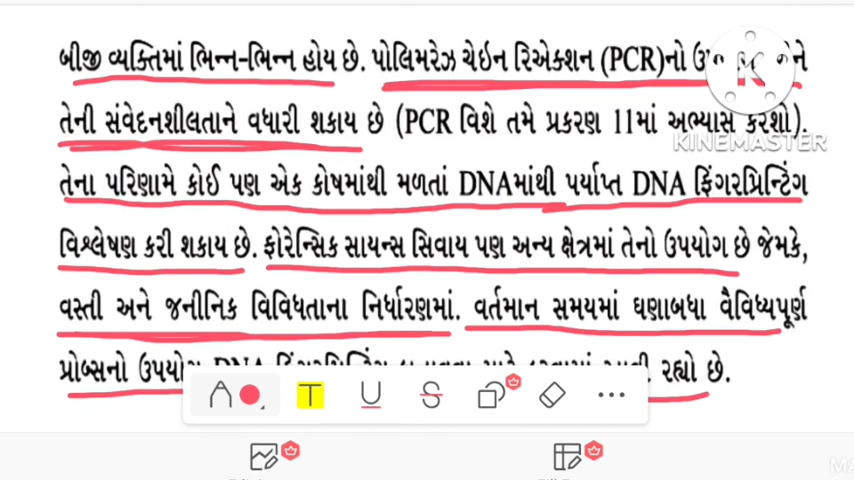 બીજી વ્યક્તિમાં ભિન્ન-ભિન્ન હોય છે. પોલિમરેઝ ચેઇન રિએક્શન (PCR)નો
તેની સંવેદનશીલતાને વધારી શકાય છે (PCR વિશે તમે પ્રકરણ 11માં અભ્યાસ કરશો).
KINEMASTER
તેના પરિણામે કોઈ પણ એક કોષમાંથી મળતાં DNAમાંથી પર્યાપ્ત DNA ફિંગરપ્રિન્ટિંગ
વિશ્લેષણ કરી શકાય છે. ફોરેન્સિક સાયન્સ સિવાય પણ અન્ય ક્ષેત્રમાં તેનો ઉપયોગ છે જેમકે,
વસ્તી અને જનીનિક વિવિધતાના નિર્ધારણમાં. વર્તમાન સમયમાં ઘણાબધા વૈવિધ્યપૂર્ણ
પ્રોબ્સનો ઉપયોગ DNA ફિંગરપ્રિન્ટિંગ રહ્યો છે.
T U S